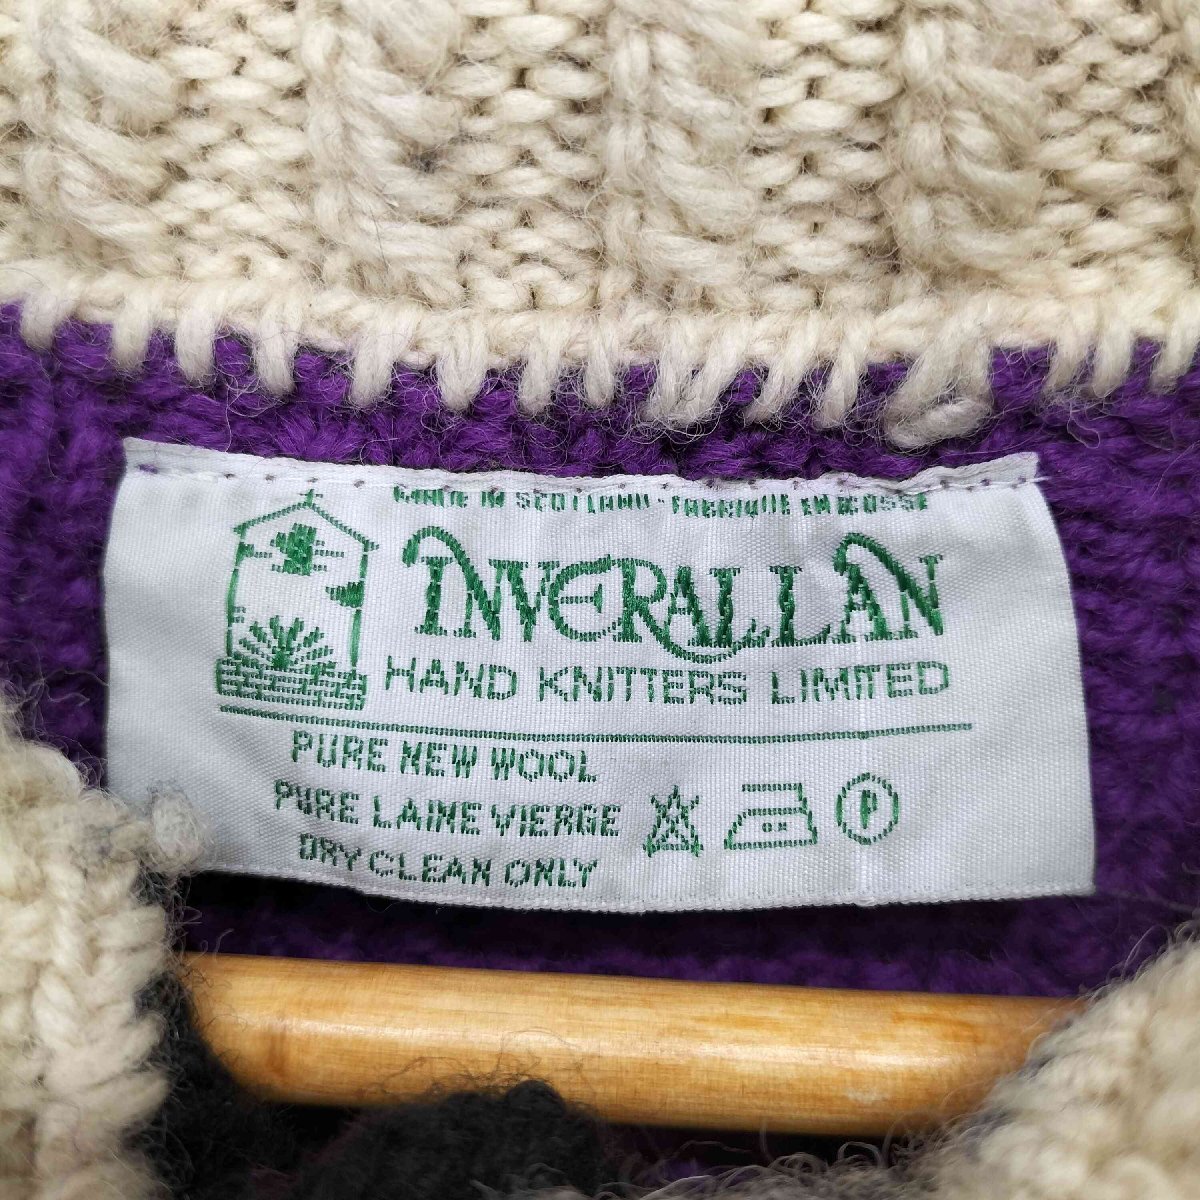 MADE IN SCOTLAND · FABRIQUE EN ECOSSE
INVERALLAN
HAND KNITTERS LIMITED
PURE NEW WOOL
PURE LAINE VIERGE
DRY CLEAN ONLY
P